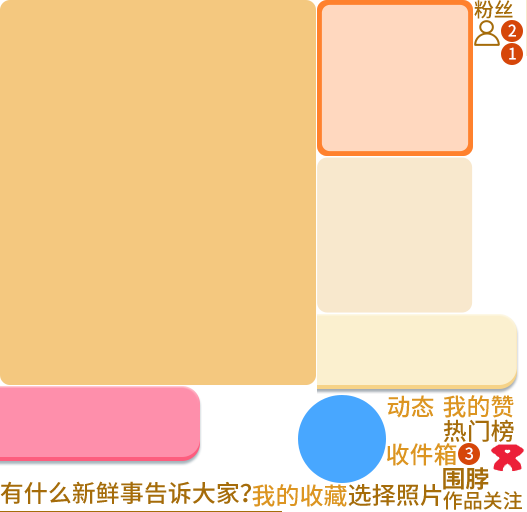 粉丝
2
1
动态 我的赞
热门榜
收件箱 3
围脖
有什么新鲜事告诉大家?
我的收藏
选择照片
作品关注